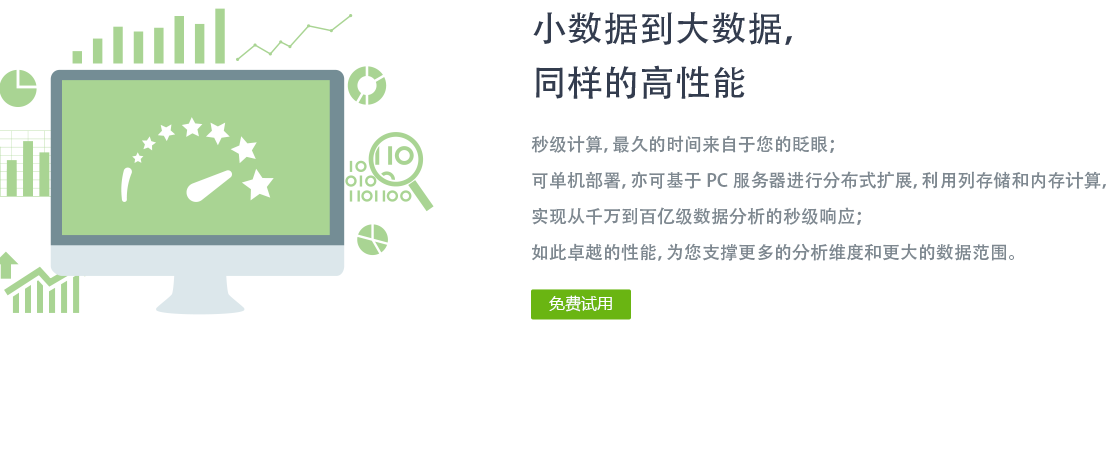 小数据到大数据,
同样的高性能
秒级计算, 最久的时间来自于您的眨眼;
可单机部署, 亦可基于 PC 服务器进行分布式扩展, 利用列存储和内存计算,
实现从千万到百亿级数据分析的秒级响应;
如此卓越的性能, 为您支撑更多的分析维度和更大的数据范围。
免费试用
110
10
010
1101100